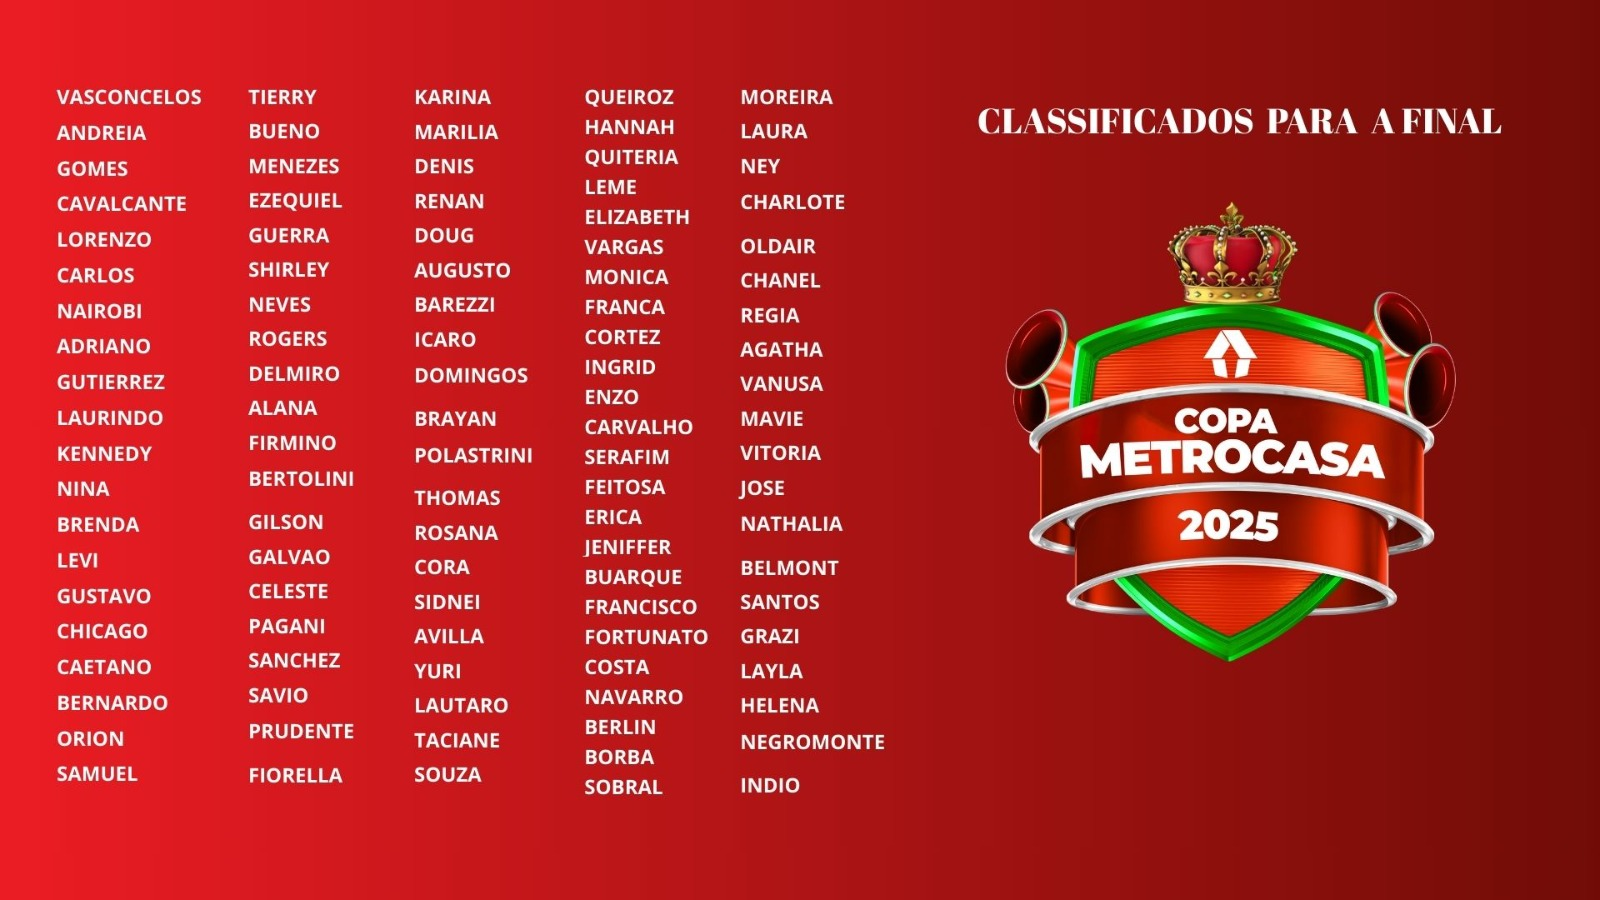 VASCONCELOS
ANDREIA
GOMES
CAVALCANTE
LORENZO
CARLOS
NAIROBI
ADRIANO
GUTIERREZ
LAURINDO
KENNEDY
NINA
BRENDA
LEVI
GUSTAVO
CHICAGO
CAETANO
BERNARDO
ORION
SAMUEL
TIERRY
BUENO
MENEZES
EZEQUIEL
GUERRA
SHIRLEY
NEVES
ROGERS
DELMIRO
ALANA
FIRMINO
BERTOLINI
GILSON
GALVAO
CELESTE
PAGANI
SANCHEZ
SAVIO
PRUDENTE
FIORELLA
KARINA
MARILIA
DENIS
RENAN
DOUG
AUGUSTO
BAREZZI
ICARO
DOMINGOS
BRAYAN
POLASTRINI
THOMAS
ROSANA
CORA
SIDNEI
AVILLA
YURI
LAUTARO
TACIANE
SOUZA
QUEIROZ
HANNAH
QUITERIA
LEME
ELIZABETH
VARGAS
MONICA
FRANCA
CORTEZ
INGRID
ENZO
CARVALHO
SERAFIM
FEITOSA
ERICA
JENIFFER
BUARQUE
FRANCISCO
FORTUNATO
COSTA
NAVARRO
BERLIN
BORBA
SOBRAL
MOREIRA
LAURA
NEY
CHARLOTE
OLDAIR
CHANEL
REGIA
AGATHA
VANUSA
MAVIE
VITORIA
JOSE
NATHALIA
BELMONT
SANTOS
GRAZI
LAYLA
HELENA
NEGROMONTE
INDIO
CLASSIFICADOS PARA A FINAL
COPA
METROCASA
2025